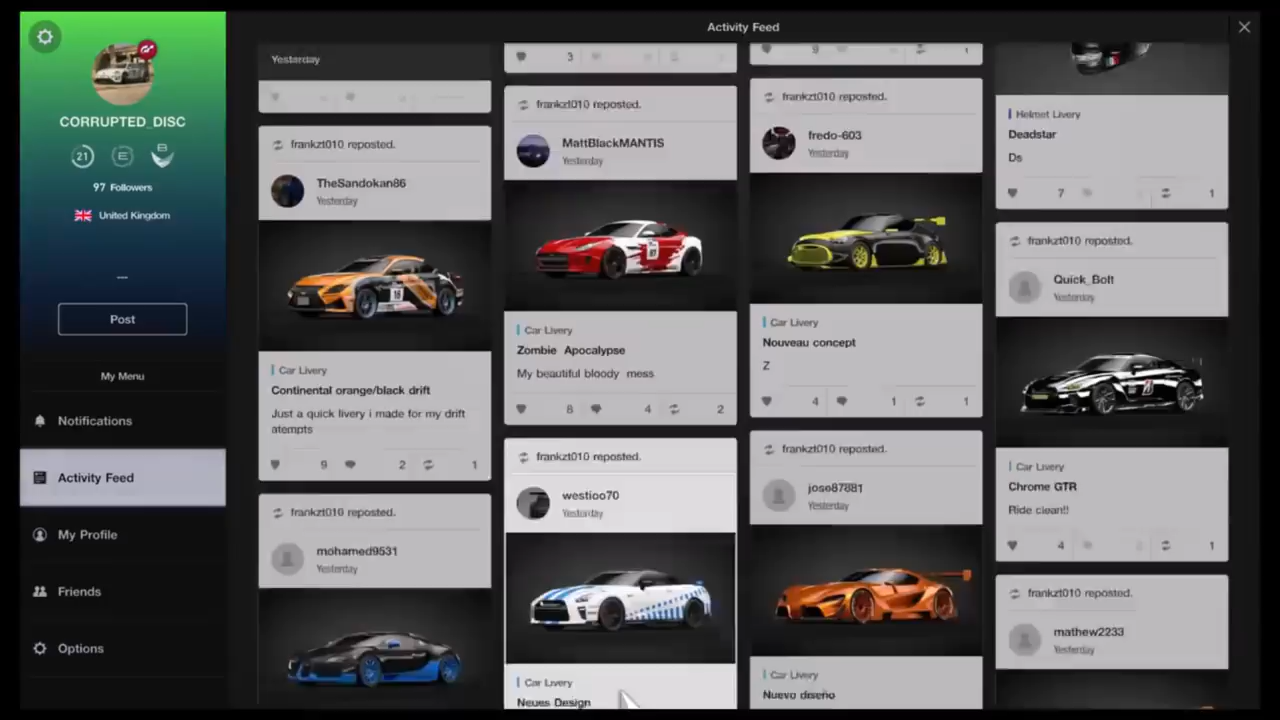 Activity Feed
CORRUPTED_DISC
21 E B
97 Followers
United Kingdom
---
Post
My Menu
Notifications
Activity Feed
My Profile
Friends
Options
Yesterday
frankzt010 reposted.
TheSandokan86
Yesterday
Car Livery
Continental orange/black drift
Just a quick livery i made for my drift
atempts
9 2 1
frankzt010 reposted.
mohamed9531
Yesterday
3
frankzt010 reposted.
MattBlackMANTIS
Yesterday
Car Livery
Zombie Apocalypse
My beautiful bloody mess
8 4 2
frankzt010 reposted.
westioo70
Yesterday
Car Livery
Neues Design
9 1
frankzt010 reposted.
fredo-603
Yesterday
Car Livery
Nouveau concept
Z
4 1 1
frankzt010 reposted.
jose87881
Yesterday
Car Livery
Nuevo diseño
Helmet Livery
Deadstar
Ds
7 1
frankzt010 reposted.
Quick_Bolt
Yesterday
Car Livery
Chrome GTR
Ride clean!!
4 1
frankzt010 reposted.
mathew2233
Yesterday